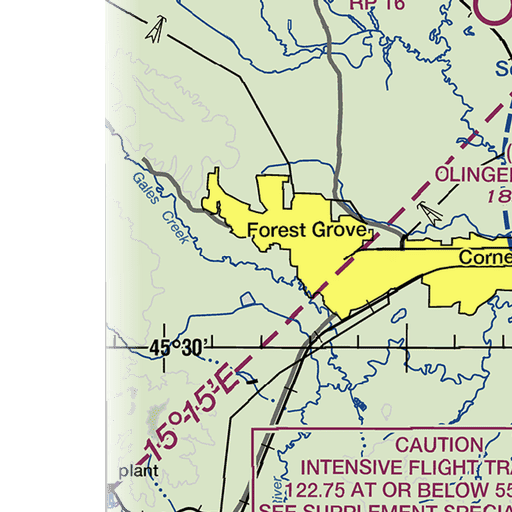 RP 16
OLINGER
18
Gales Creek
Forest Grove
Corne
45°30'
15°15'E
plant
CAUTION
INTENSIVE FLIGHT TRA
122.75 AT OR BELOW 55
SEE SUPPLEMENT SPECIA
River